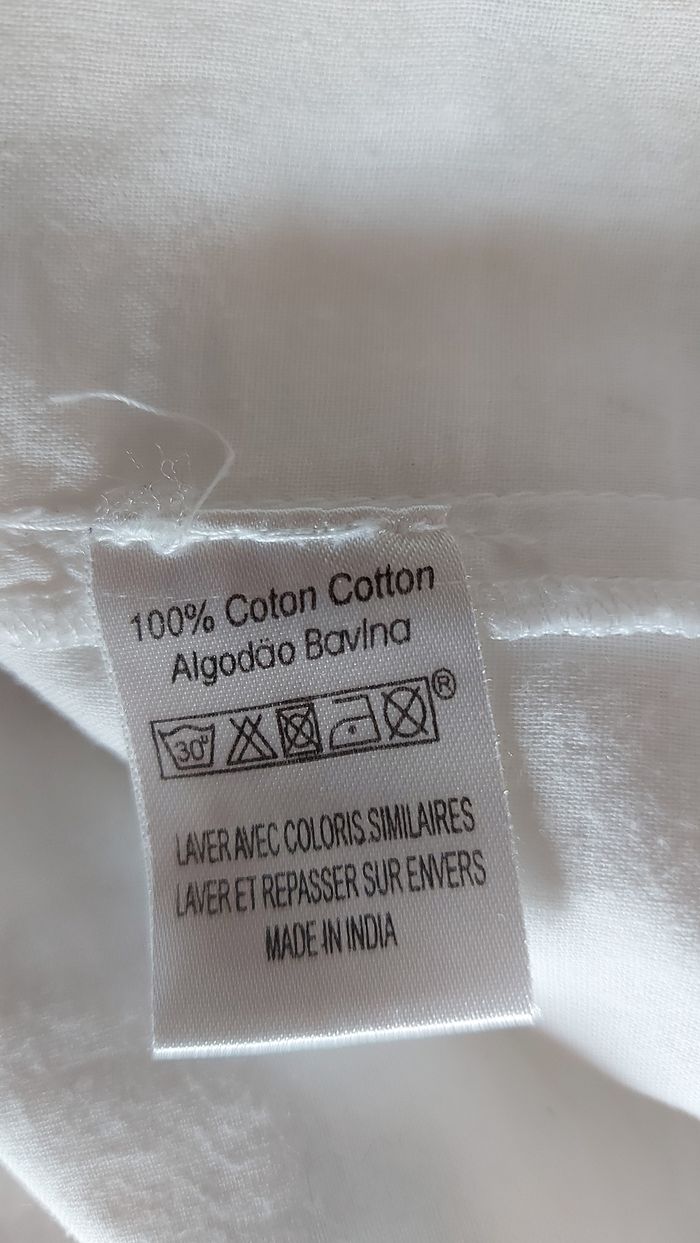 100% Coton Cotton
Algodão Bavlna
30° ®
LAVER AVEC COLORIS SIMILAIRES
LAVER ET REPASSER SUR ENVERS
MADE IN INDIA